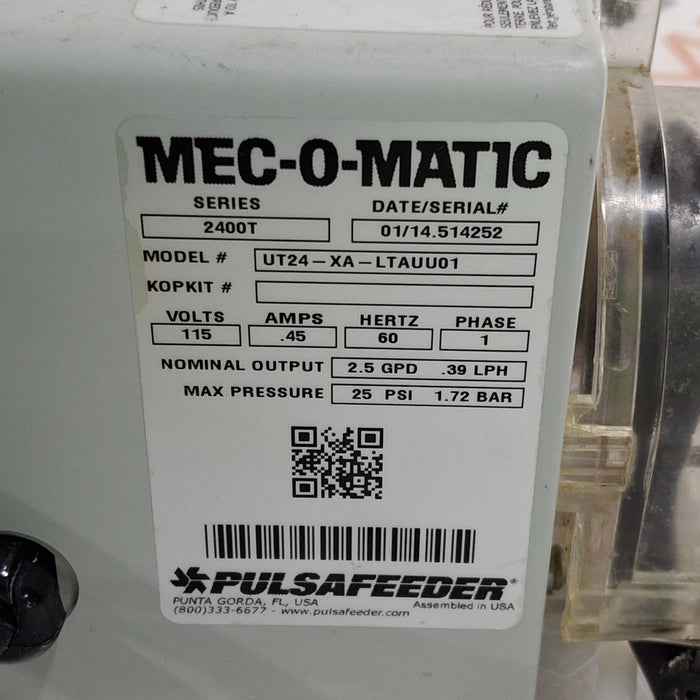 MEC-O-MATIC
SERIES DATE/SERIAL#
2400T 01/14.514252
MODEL # UT24-XA-LTAUU01
KOPKIT #
VOLTS AMPS HERTZ PHASE
115 .45 60 1
NOMINAL OUTPUT 2.5 GPD .39 LPH
MAX PRESSURE 25 PSI 1.72 BAR
PULSAFEEDER®
PUNTA GORDA, FL, USA Assembled in USA
(800)333-6677 - www.pulsafeeder.com